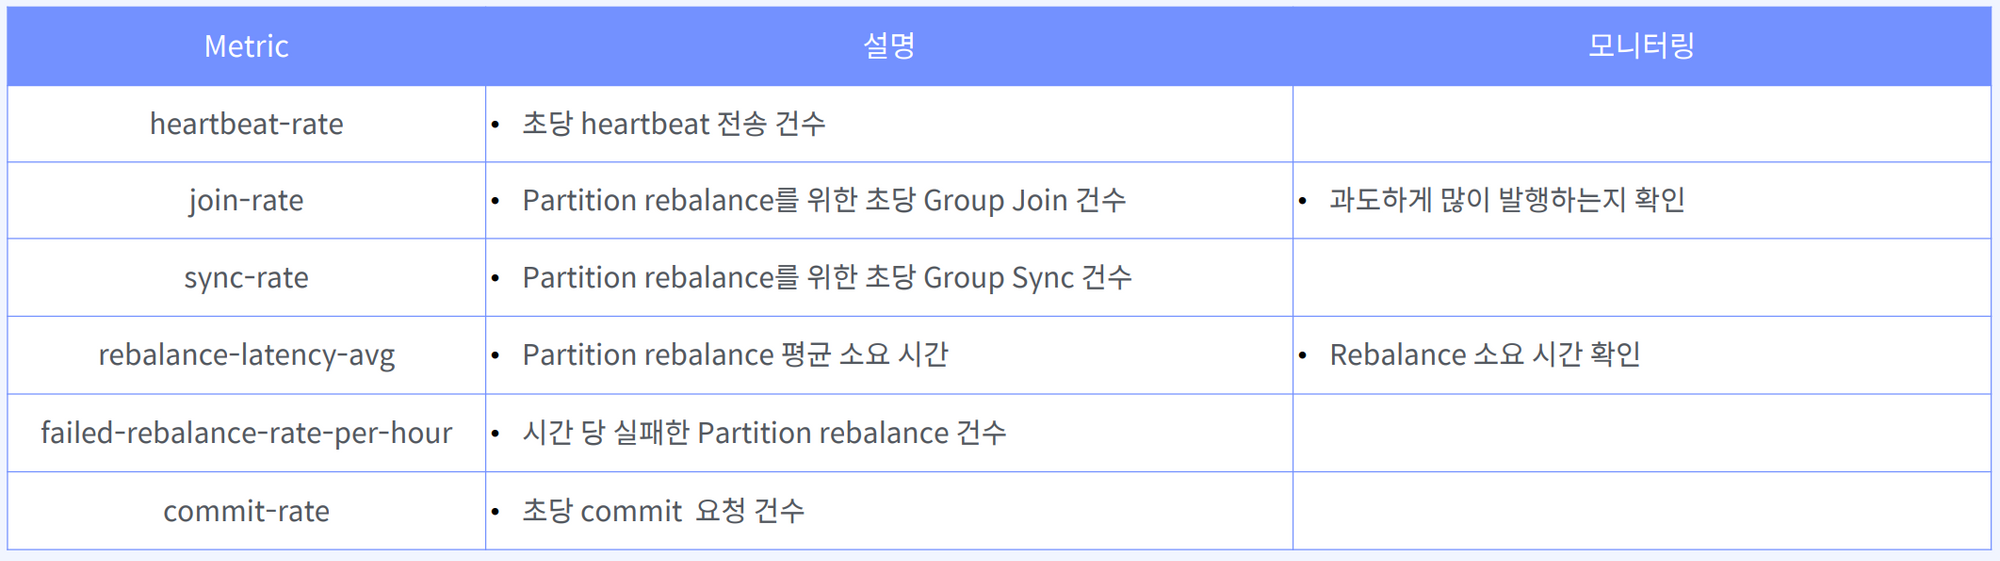 Metric 설명 모니터링
heartbeat-rate • 초당 heartbeat 전송 건수
join-rate • Partition rebalance를 위한 초당 Group Join 건수 • 과도하게 많이 발행하는지 확인
sync-rate • Partition rebalance를 위한 초당 Group Sync 건수
rebalance-latency-avg • Partition rebalance 평균 소요 시간 • Rebalance 소요 시간 확인
failed-rebalance-rate-per-hour • 시간 당 실패한 Partition rebalance 건수
commit-rate • 초당 commit 요청 건수